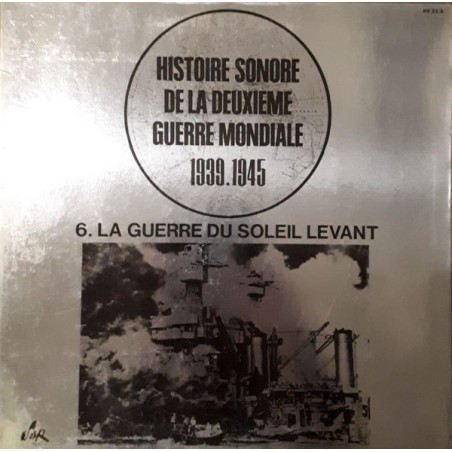 HISTOIRE SONORE
DE LA DEUXIEME
GUERRE MONDIALE
1939.1945
6. LA GUERRE DU SOLEIL LEVANT